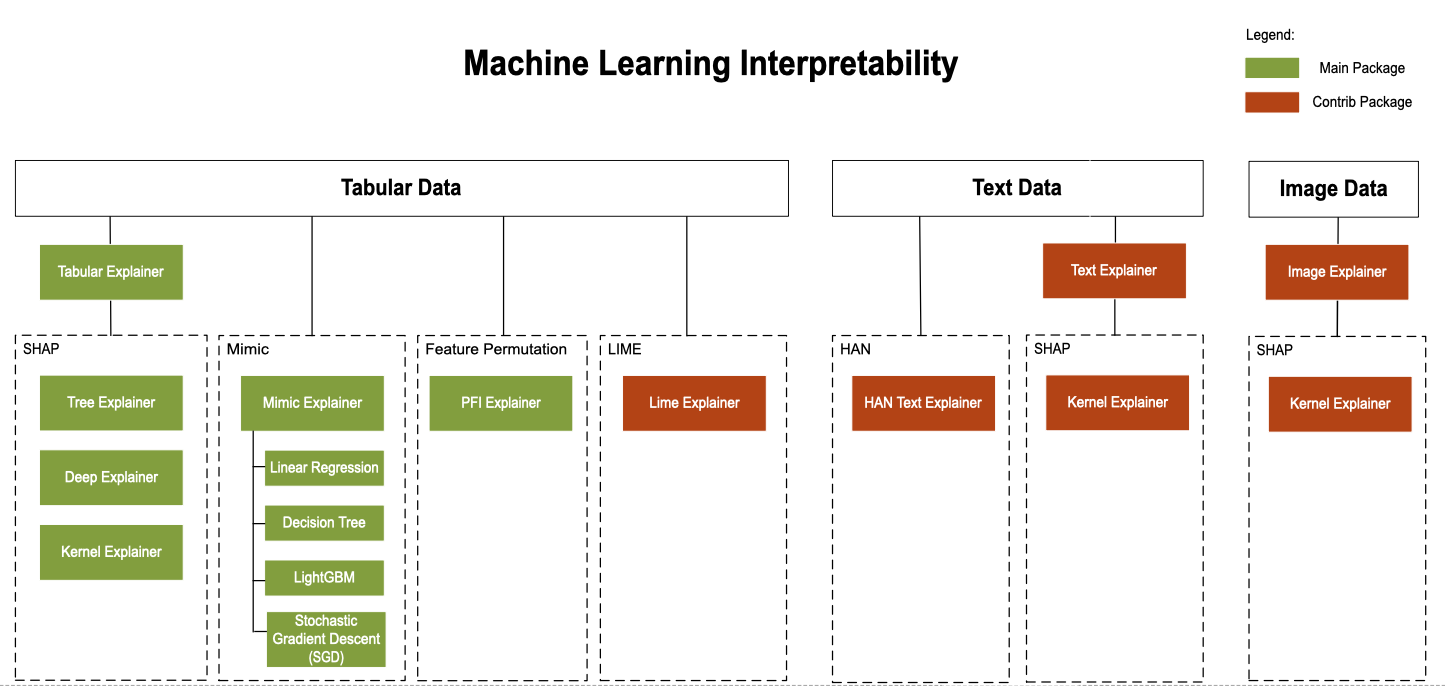 Machine Learning Interpretability
Legend:
Main Package
Contrib Package
Tabular Data
Text Data
Image Data
Tabular Explainer
Text Explainer
Image Explainer
SHAP
Tree Explainer
Deep Explainer
Kernel Explainer
Mimic
Mimic Explainer
Linear Regression
Decision Tree
LightGBM
Stochastic
Gradient Descent
(SGD)
Feature Permutation
PFI Explainer
LIME
Lime Explainer
HAN
HAN Text Explainer
SHAP
Kernel Explainer
SHAP
Kernel Explainer